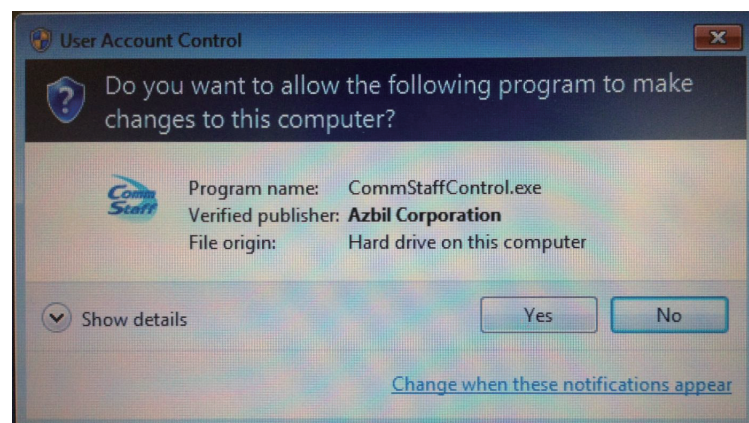 User Account Control
Do you want to allow the following program to make
changes to this computer?
Comm
Staff
Program name: CommStaffControl.exe
Verified publisher: Azbil Corporation
File origin: Hard drive on this computer
Show details
Yes
No
Change when these notifications appear